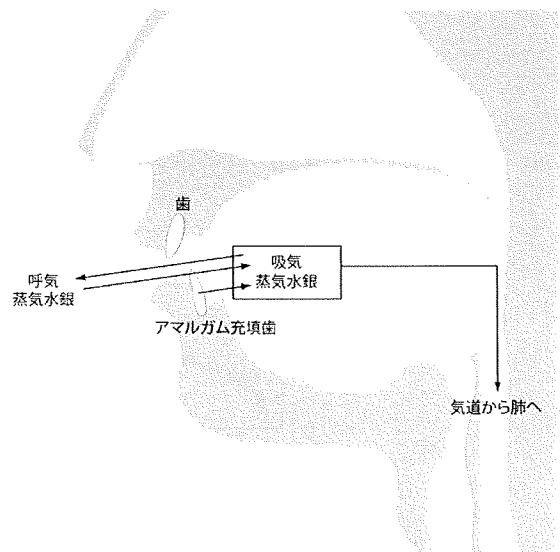 歯
吸気
蒸気水銀
呼気
蒸気水銀
アマルガム充填歯
気道から肺へ